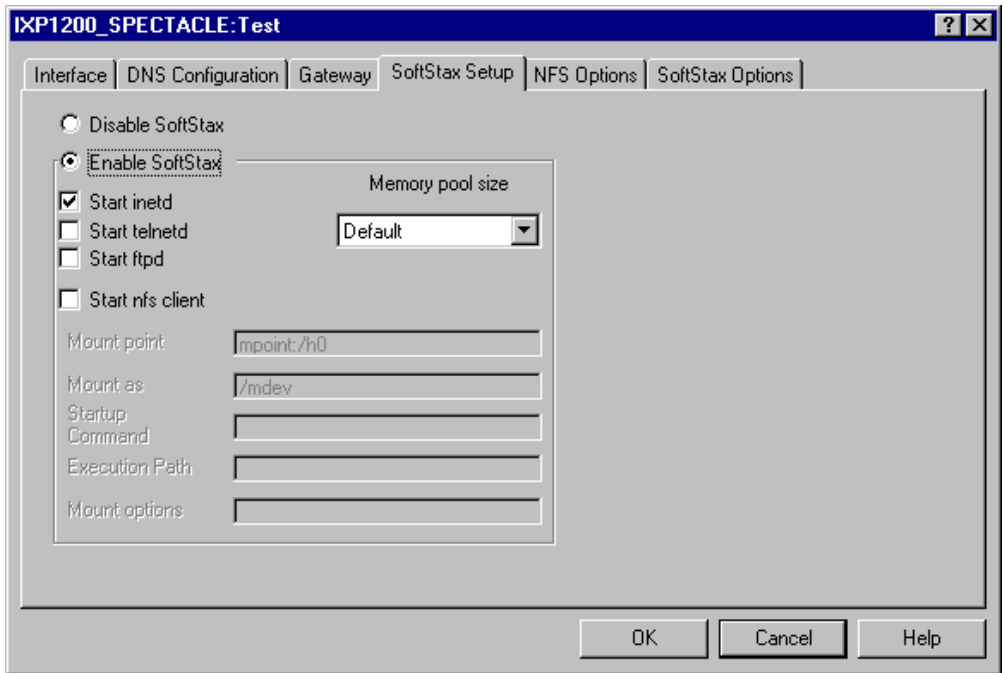 IXP1200_SPECTACLE:Test
Interface DNS Configuration Gateway SoftStax Setup NFS Options SoftStax Options
Disable SoftStax
Enable SoftStax
Memory pool size
Start inetd
Start telnetd
Default
Start ftpd
Start nfs client
Mount point mpoint:/h0
Mount as /mdev
Startup
Command
Execution Path
Mount options
OK Cancel Help